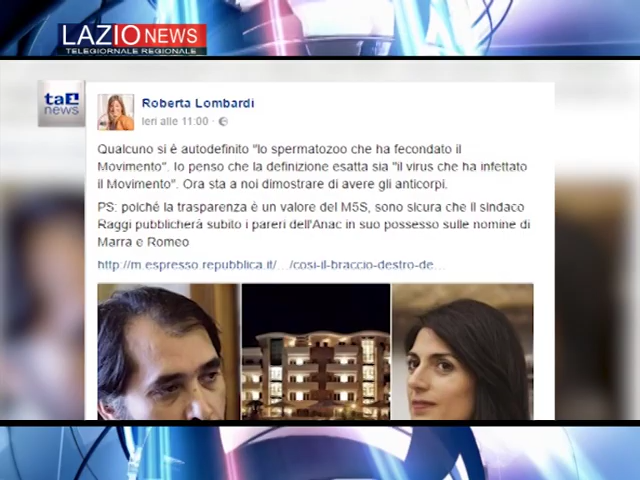 LAZIONEWS
TELEGIORNALE REGIONALE
news
Roberta Lombardi
Ieri alle 11:00 ·
Qualcuno si è autodefinito "lo spermatozoo che ha fecondato il
Movimento". Io penso che la definizione esatta sia "il virus che ha infettato
il Movimento". Ora sta a noi dimostrare di avere gli anticorpi.
PS: poiché la trasparenza è un valore del M5S, sono sicura che il sindaco
Raggi pubblicherà subito i pareri dell'Anac in suo possesso sulle nomine di
Marra e Romeo
http://m.espresso.repubblica.it/…/cosi-il-braccio-destro-de…